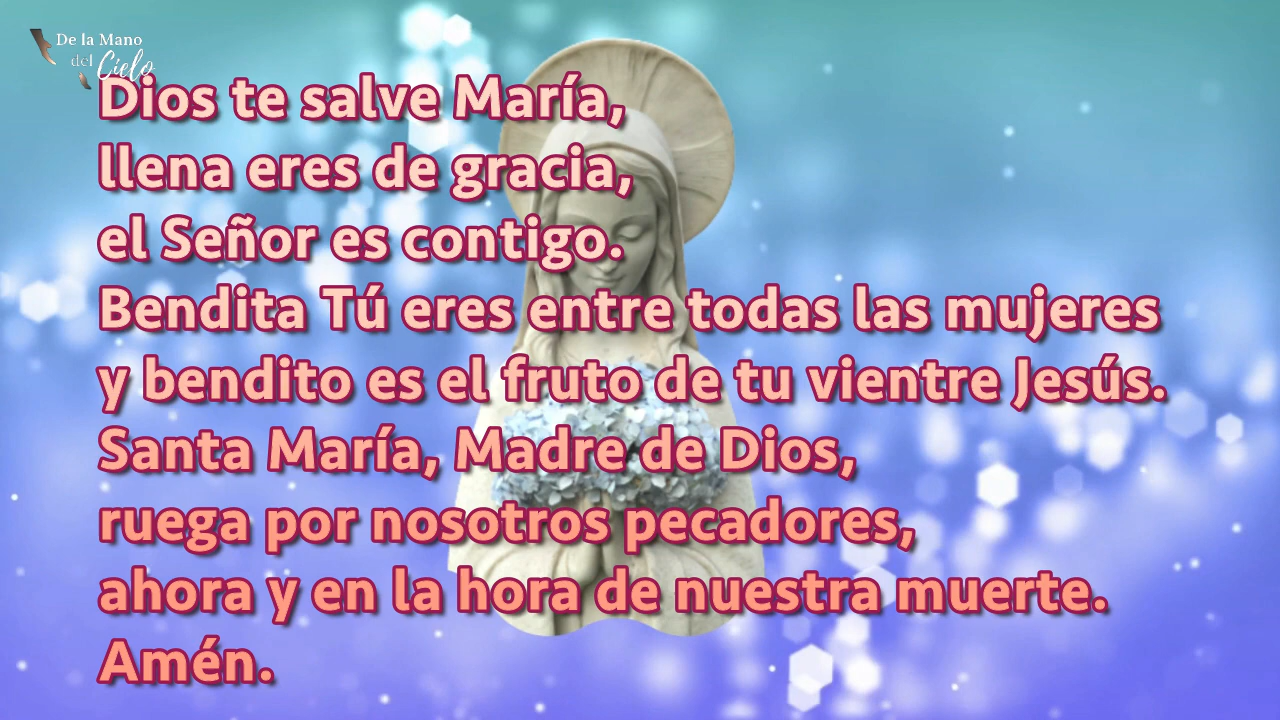 De la Mano
del Cielo
Dios te salve María,
llena eres de gracia,
el Señor es contigo.
Bendita Tú eres entre todas las mujeres
y bendito es el fruto de tu vientre Jesús.
Santa María, Madre de Dios,
ruega por nosotros pecadores,
ahora y en la hora de nuestra muerte.
Amén.